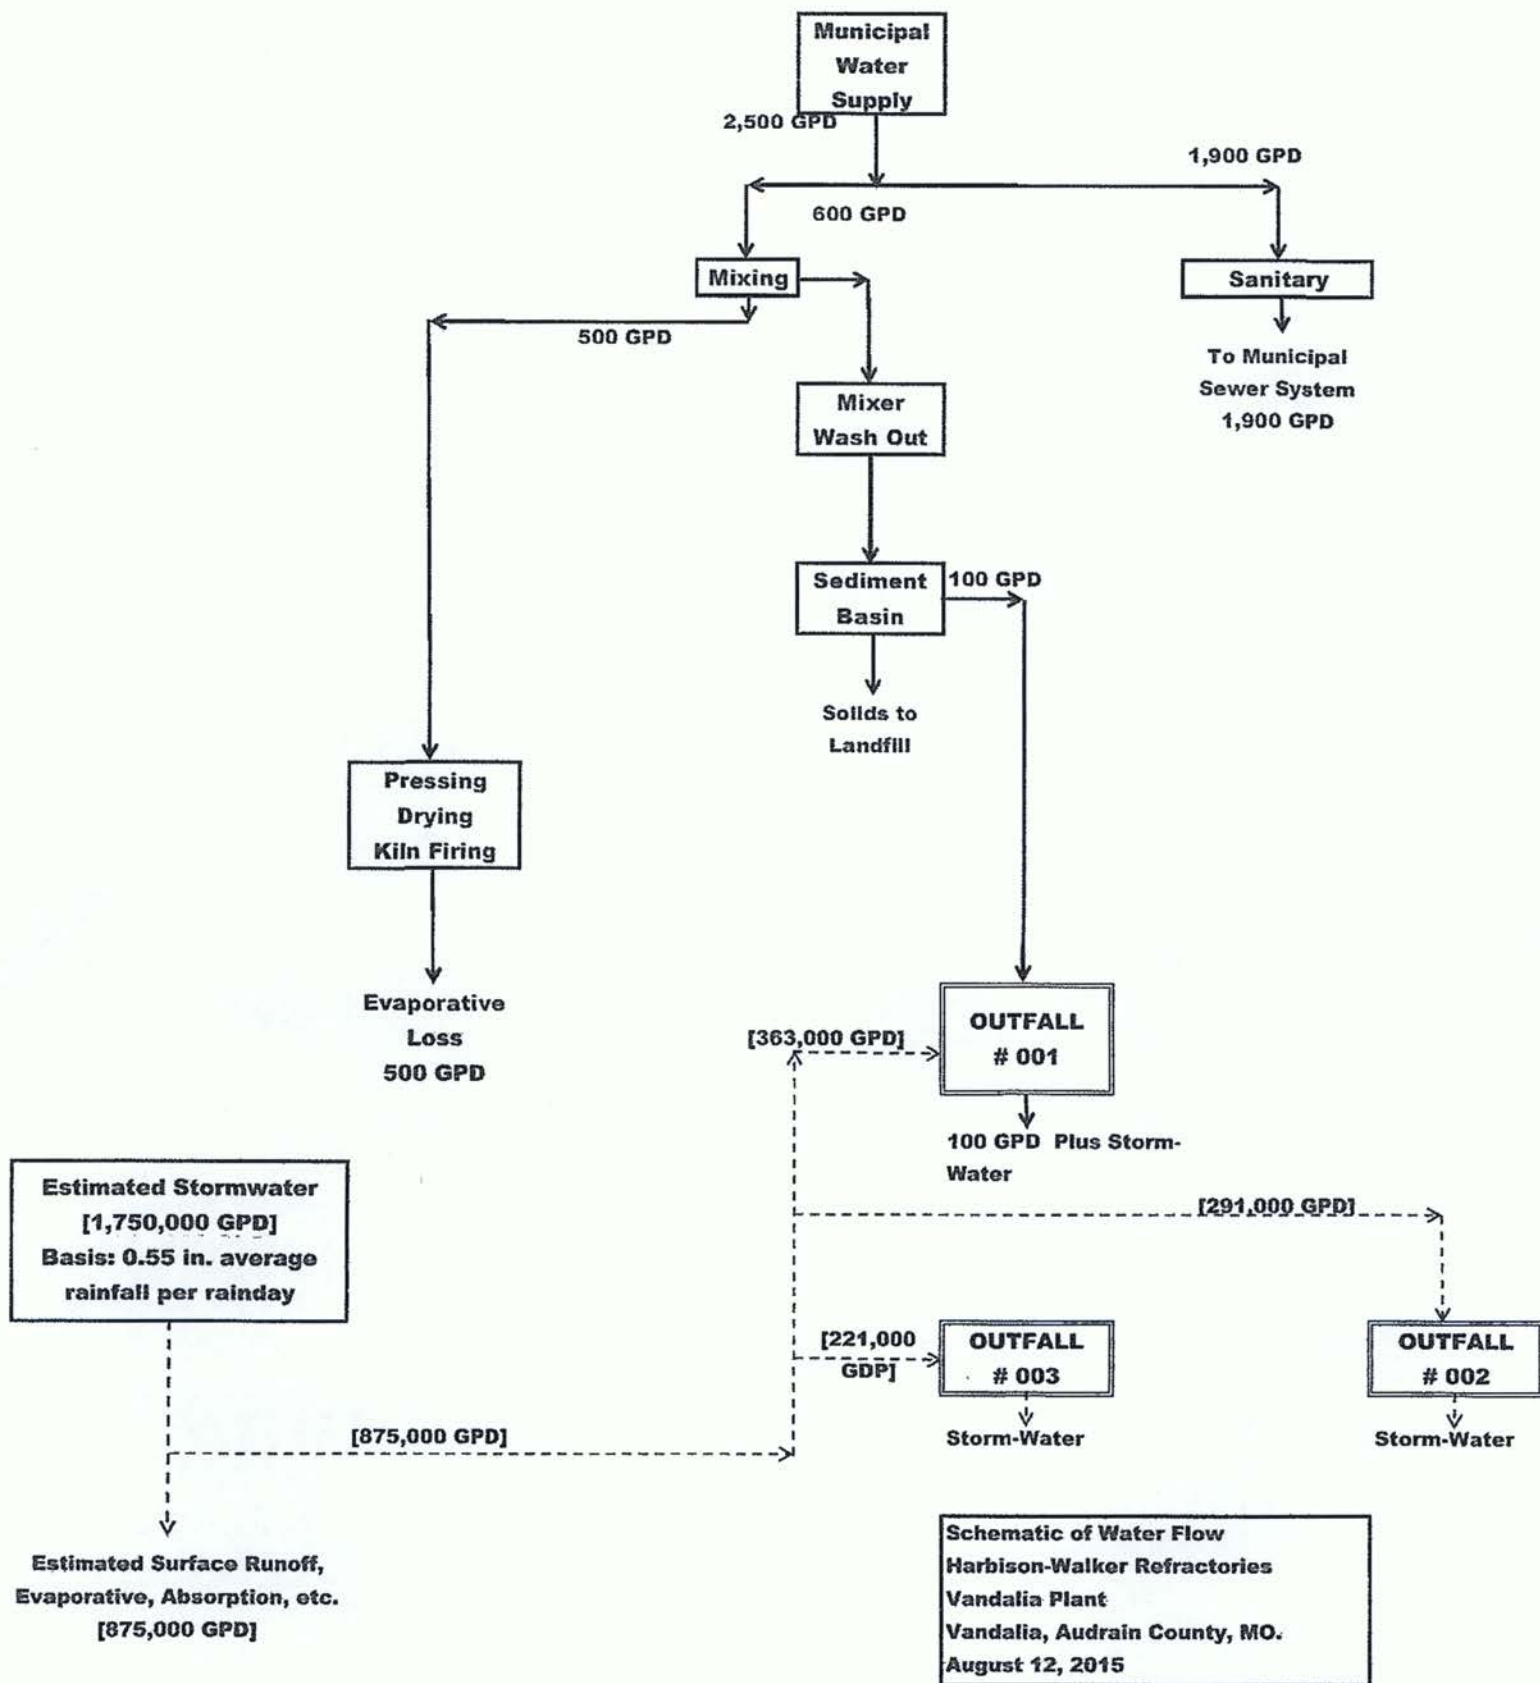 Municipal
Water
Supply
2,500 GPD
1,900 GPD
600 GPD
Mixing
Sanitary
500 GPD
To Municipal
Sewer System
1,900 GPD
Mixer
Wash Out
Sediment
Basin
100 GPD
Solids to
Landfill
Pressing
Drying
Kiln Firing
Evaporative
Loss
500 GPD
[363,000 GPD]
OUTFALL
# 001
100 GPD Plus Storm-
Water
Estimated Stormwater
[1,750,000 GPD]
Basis: 0.55 in. average
rainfall per rainday
[291,000 GPD]
[221,000
GDP]
OUTFALL
# 003
OUTFALL
# 002
Storm-Water
Storm-Water
[875,000 GPD]
Estimated Surface Runoff,
Evaporative, Absorption, etc.
[875,000 GPD]
Schematic of Water Flow
Harbison-Walker Refractories
Vandalia Plant
Vandalia, Audrain County, MO.
August 12, 2015